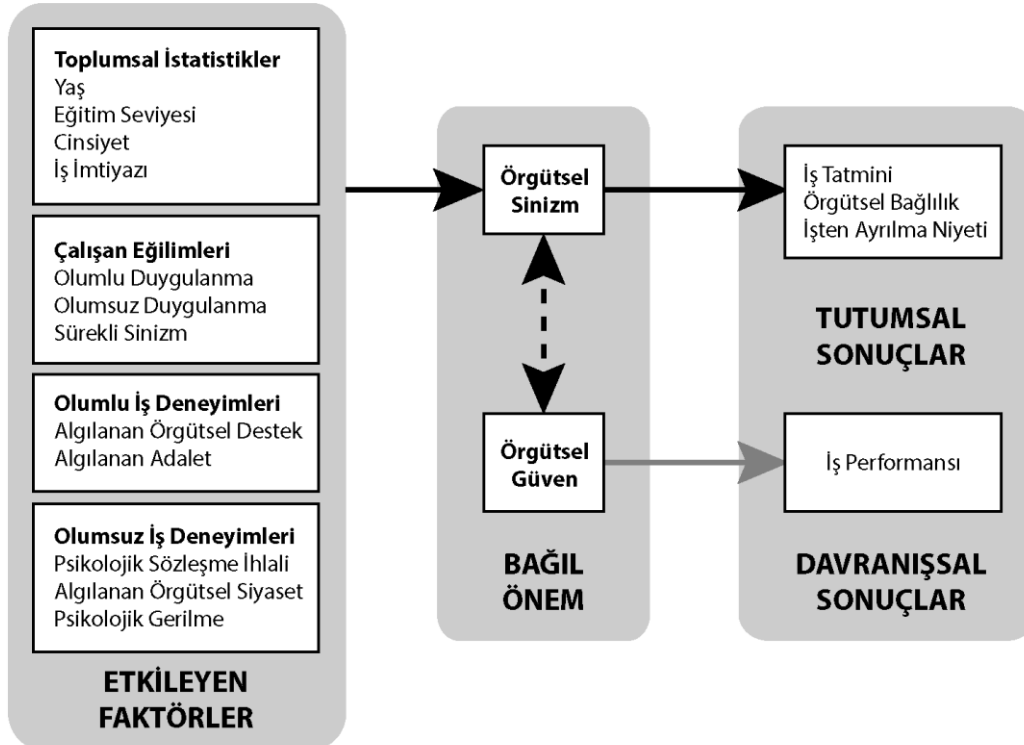 Toplumsal İstatistikler
Yaş
Eğitim Seviyesi
Cinsiyet
İş İmtiyazı
Çalışan Eğilimleri
Olumlu Duygulanma
Olumsuz Duygulanma
Sürekli Sinizm
Olumlu İş Deneyimleri
Algılanan Örgütsel Destek
Algılanan Adalet
Olumsuz İş Deneyimleri
Psikolojik Sözleşme İhlali
Algılanan Örgütsel Siyaset
Psikolojik Gerilme
ETKİLEYEN
FAKTÖRLER
Örgütsel
Sinizm
Örgütsel
Güven
BAĞIL
ÖNEM
İş Tatmini
Örgütsel Bağlılık
İşten Ayrılma Niyeti
TUTUMSAL
SONUÇLAR
İş Performansı
DAVRANIŞSAL
SONUÇLAR